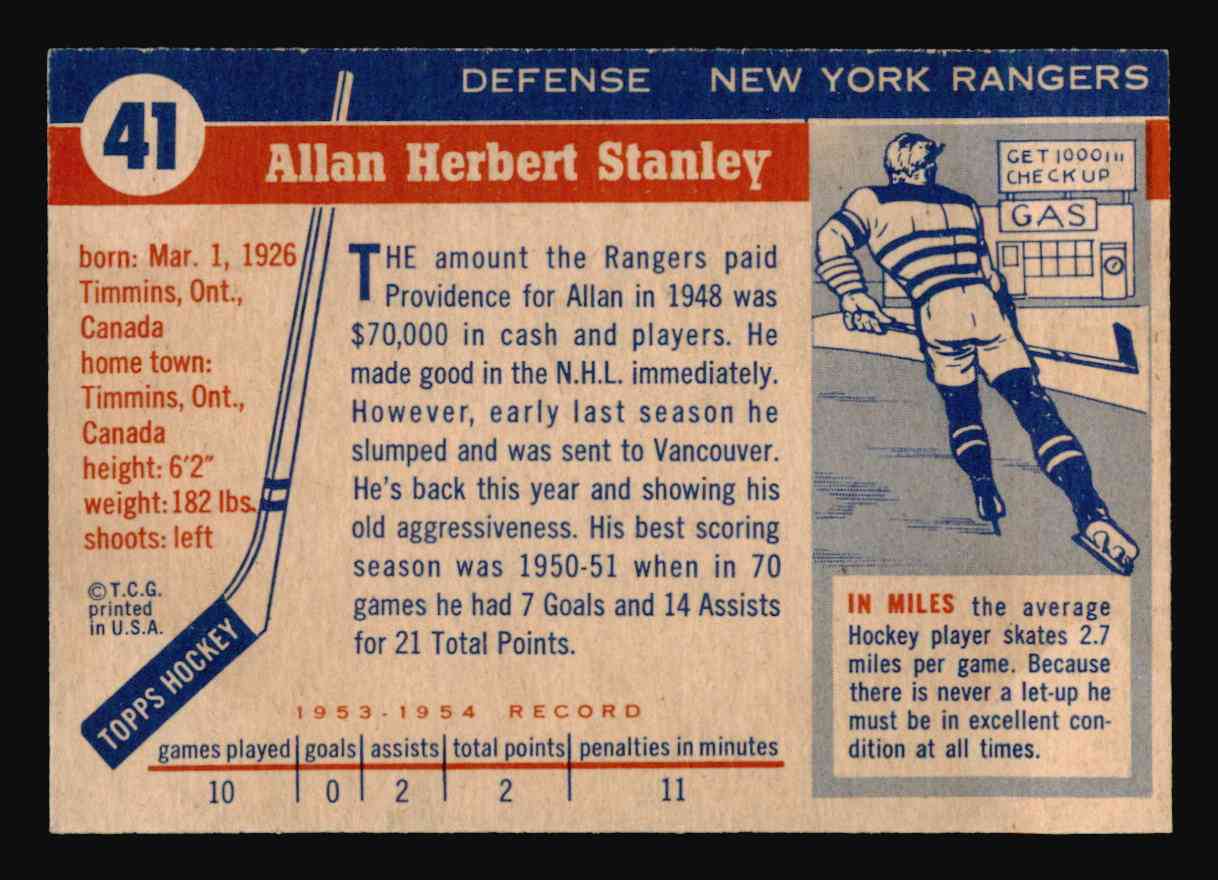 41
DEFENSE NEW YORK RANGERS
Allan Herbert Stanley
born: Mar. 1, 1926
Timmins, Ont.,
Canada
home town:
Timmins, Ont.,
Canada
height: 6'2"
weight: 182 lbs.
shoots: left
© T.C.G.
printed
in U.S.A.
TOPPS HOCKEY
THE amount the Rangers paid
Providence for Allan in 1948 was
$70,000 in cash and players. He
made good in the N.H.L. immediately.
However, early last season he
slumped and was sent to Vancouver.
He's back this year and showing his
old aggressiveness. His best scoring
season was 1950-51 when in 70
games he had 7 Goals and 14 Assists
for 21 Total Points.
1953-1954 RECORD
games played goals assists total points penalties in minutes
10 0 2 2 11
GET 1000
CHECK UP
GAS
IN MILES the average
Hockey player skates 2.7
miles per game. Because
there is never a let-up he
must be in excellent con-
dition at all times.